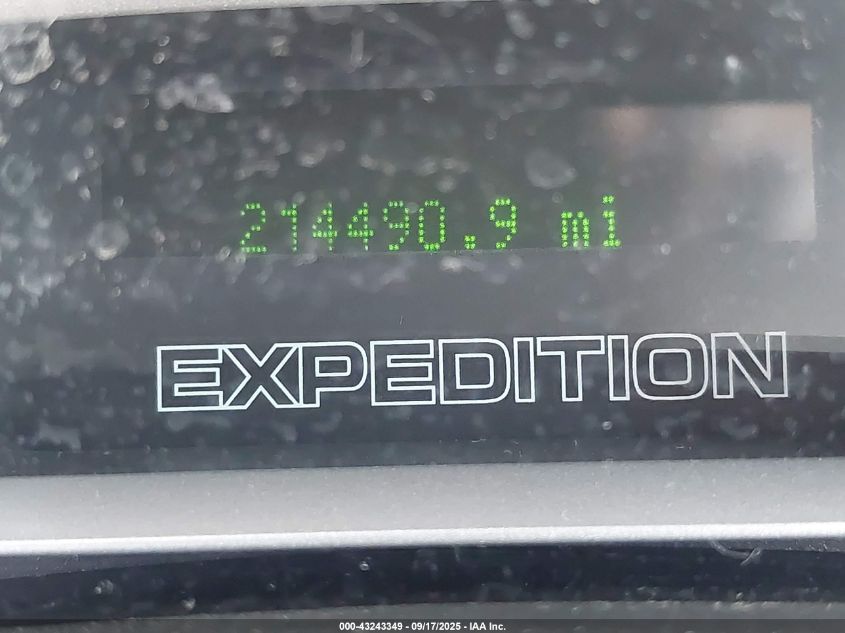 214490.9 mi
EXPEDITION
000-43243349 - 09/17/2025 - IAA Inc.